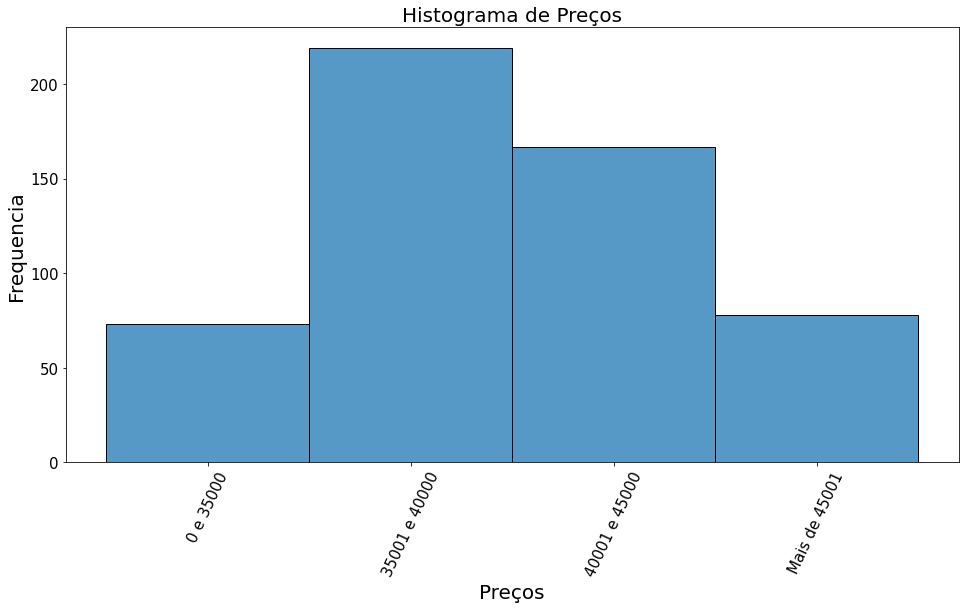 Histograma de Preços
Frequencia
200
150
100
50
0
0 e 35000
35001 e 40000
40001 e 45000
Mais de 45001
Preços